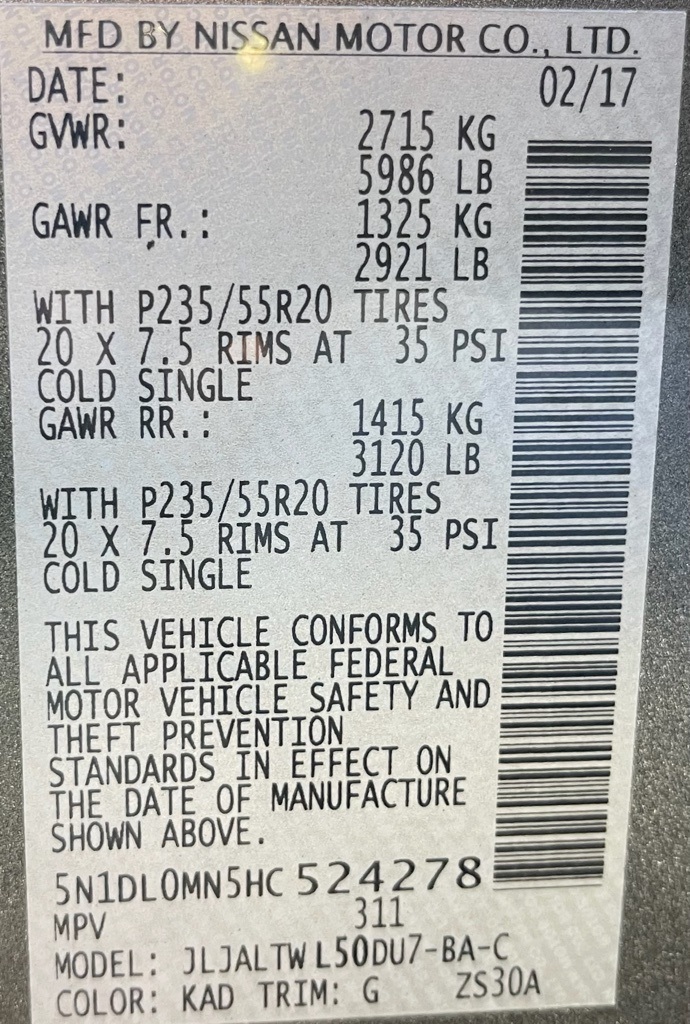 MFD BY NISSAN MOTOR CO., LTD.
DATE: 02/17
GVWR: 2715 KG
5986 LB
GAWR FR.: 1325 KG
2921 LB
WITH P235/55R20 TIRES
20 X 7.5 RIMS AT 35 PSI
COLD SINGLE
GAWR RR.: 1415 KG
3120 LB
WITH P235/55R20 TIRES
20 X 7.5 RIMS AT 35 PSI
COLD SINGLE
THIS VEHICLE CONFORMS TO
ALL APPLICABLE FEDERAL
MOTOR VEHICLE SAFETY AND
THEFT PREVENTION
STANDARDS IN EFFECT ON
THE DATE OF MANUFACTURE
SHOWN ABOVE.
5N1DL0MN5HC 524278
MPV 311
MODEL: JLJALTW L50DU7-BA-C
COLOR: KAD TRIM: G ZS30A